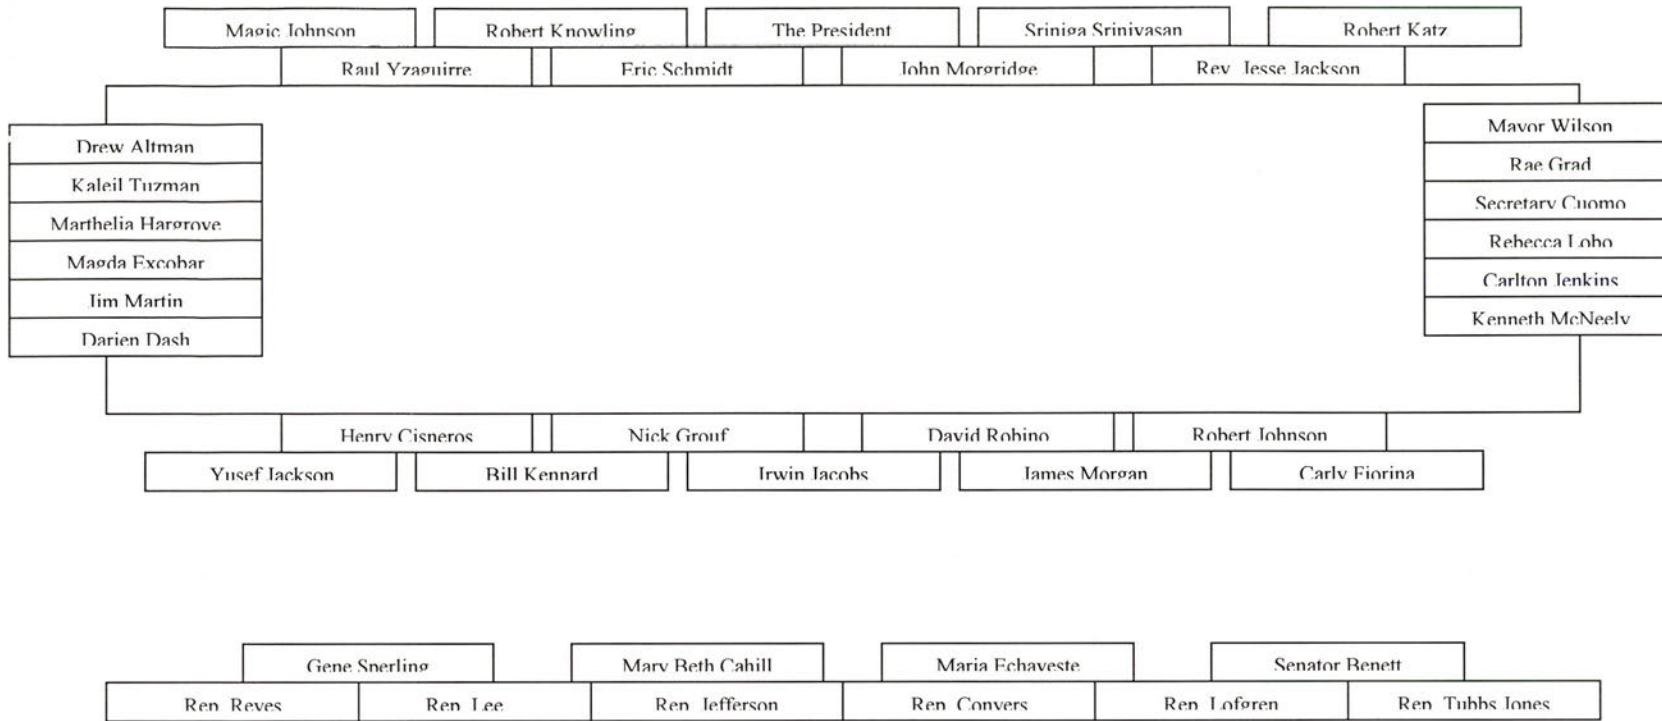 Magic Johnson Robert Knowling The President Sriniga Srinivasan Robert Katz
Raul Yzaguirre Eric Schmidt John Morgridge Rev. Jesse Jackson
Drew Altman
Kaleil Tuzman
Marthelia Hargrove
Magda Excobar
Jim Martin
Darien Dash
Mayor Wilson
Rae Grad
Secretary Cuomo
Rebecca Lobo
Carlton Jenkins
Kenneth McNeely
Henry Cisneros Nick Grouf David Robino Robert Johnson
Yusef Jackson Bill Kennard Irwin Jacobs James Morgan Carly Fiorina
Gene Sperling Mary Beth Cahill Maria Echaveste Senator Benett
Rep. Reyes Rep. Lee Rep. Jefferson Rep. Conyers Rep. Lofgren Rep. Tubbs Jones